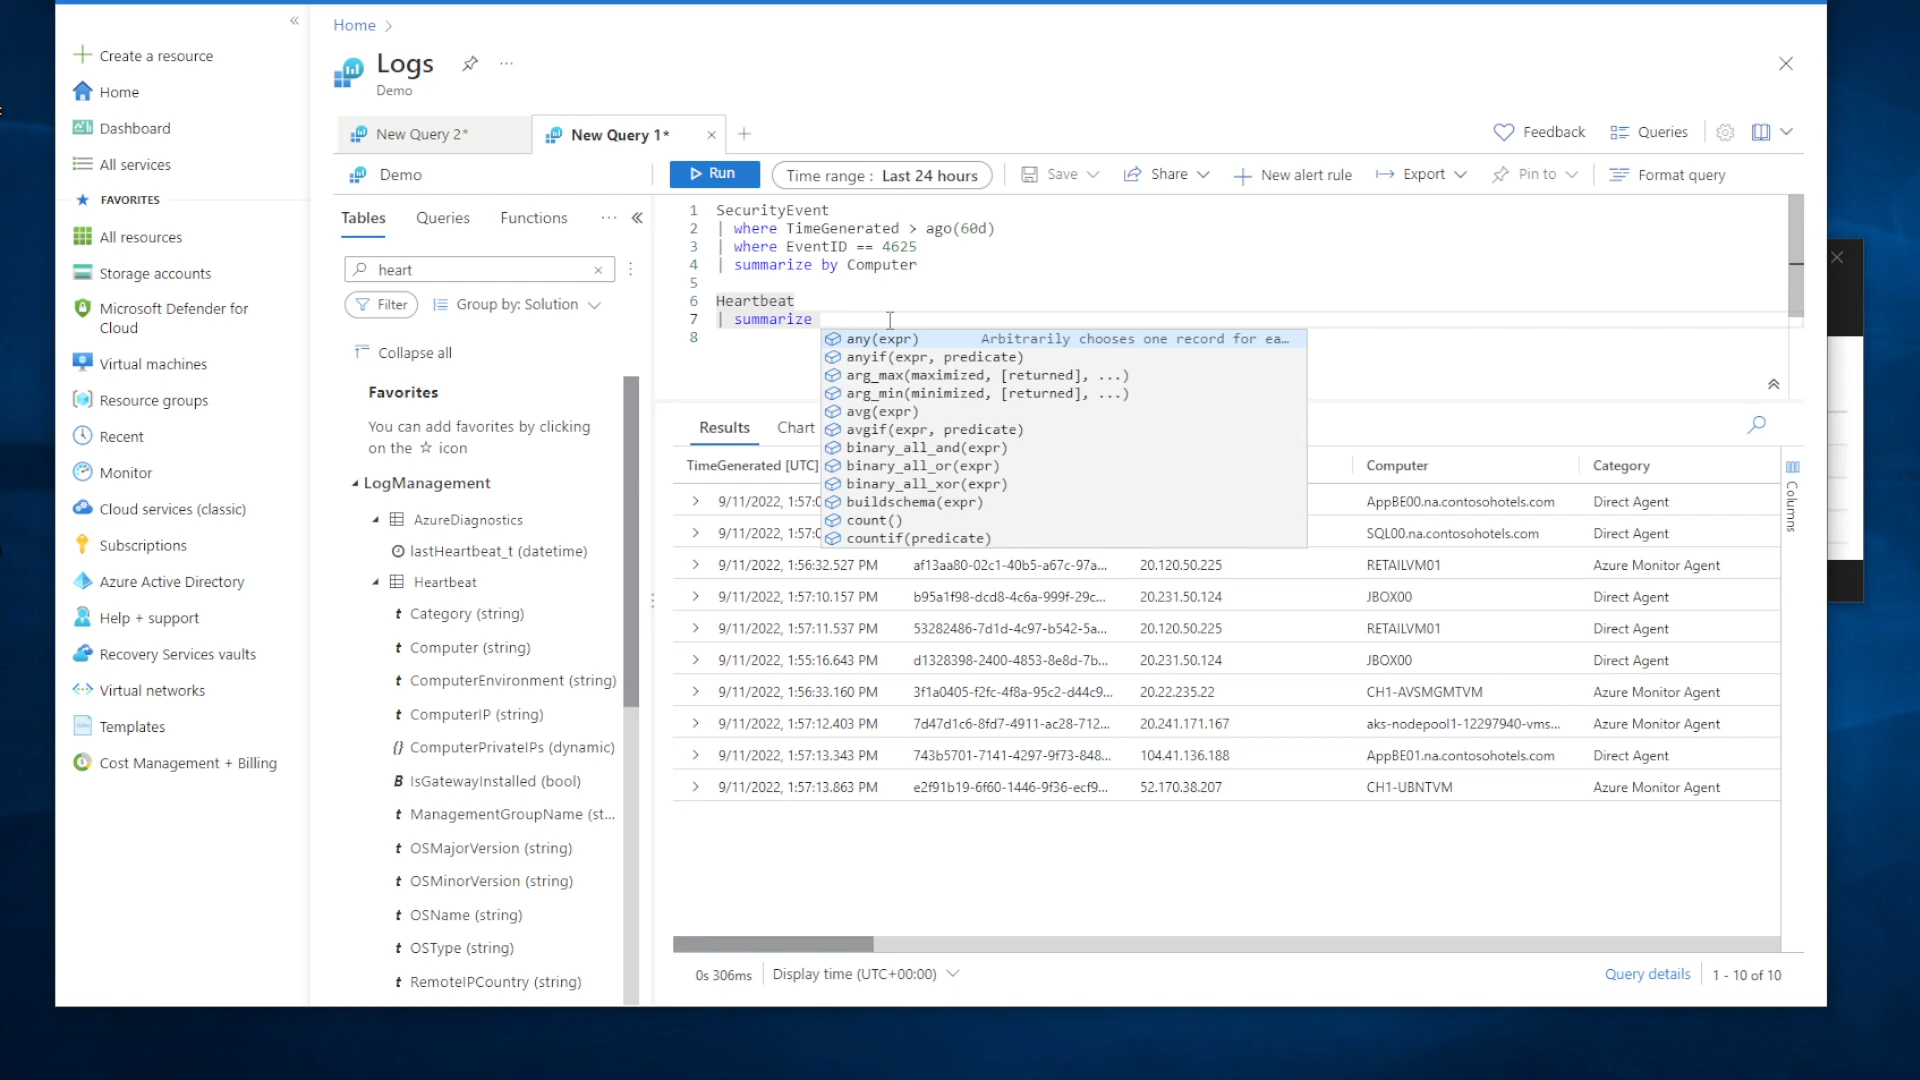 Create a resource
Home
Dashboard
All services
FAVORITES
All resources
Storage accounts
Microsoft Defender for
Cloud
Virtual machines
Resource groups
Recent
Monitor
Cloud services (classic)
Subscriptions
Azure Active Directory
Help + support
Recovery Services vaults
Virtual networks
Templates
Cost Management + Billing
Home
Logs
Demo
New Query 2*
New Query 1*
Feedback
Queries
Demo
Run
Time range : Last 24 hours
Save
Share
New alert rule
Export
Pin to
Format query
Tables
Queries
Functions
heart
Filter
Group by: Solution
Collapse all
Favorites
You can add favorites by clicking
on the ☆ icon
LogManagement
AzureDiagnostics
lastHeartbeat_t (datetime)
Heartbeat
t Category (string)
t Computer (string)
t ComputerEnvironment (string)
t ComputerIP (string)
{} ComputerPrivateIPs (dynamic)
B IsGatewayInstalled (bool)
t ManagementGroupName (st...
t OSMajorVersion (string)
t OSMinorVersion (string)
t OSName (string)
t OSType (string)
t RemoteIPCountry (string)
1 SecurityEvent
2 | where TimeGenerated > ago(60d)
3 | where EventID == 4625
4 | summarize by Computer
5
6 Heartbeat
7 | summarize
8
any(expr) Arbitrarily chooses one record for ea…
anyif(expr, predicate)
arg_max(maximized, [returned], ...)
arg_min(minimized, [returned], ...)
avg(expr)
avgif(expr, predicate)
binary_all_and(expr)
binary_all_or(expr)
binary_all_xor(expr)
buildschema(expr)
count()
countif(predicate)
Results
Chart
TimeGenerated [UTC] Computer Category
9/11/2022, 1:57:0 AppBE00.na.contosohotels.com Direct Agent
9/11/2022, 1:57:0 SQL00.na.contosohotels.com Direct Agent
9/11/2022, 1:56:32.527 PM af13aa80-02c1-40b5-a67c-97a... 20.120.50.225 RETAILVM01 Azure Monitor Agent
9/11/2022, 1:57:10.157 PM b95a1f98-dcd8-4c6a-999f-29c... 20.231.50.124 JBOX00 Direct Agent
9/11/2022, 1:57:11.537 PM 53282486-7d1d-4c97-b542-5a... 20.120.50.225 RETAILVM01 Direct Agent
9/11/2022, 1:55:16.643 PM d1328398-2400-4853-8e8d-7b... 20.231.50.124 JBOX00 Direct Agent
9/11/2022, 1:56:33.160 PM 3f1a0405-f2fc-4f8a-95c2-d44c9... 20.22.235.22 CH1-AVSMGMTVM Azure Monitor Agent
9/11/2022, 1:57:12.403 PM 7d47d1c6-8fd7-4911-ac28-712... 20.241.171.167 aks-nodepool1-12297940-vms... Azure Monitor Agent
9/11/2022, 1:57:13.343 PM 743b5701-7141-4297-9f73-848... 104.41.136.188 AppBE01.na.contosohotels.com Direct Agent
9/11/2022, 1:57:13.863 PM e2f91b19-6f60-1446-9f36-ecf9... 52.170.38.207 CH1-UBNTVM Azure Monitor Agent
Columns
0s 306ms
Display time (UTC+00:00)
Query details
1 - 10 of 10